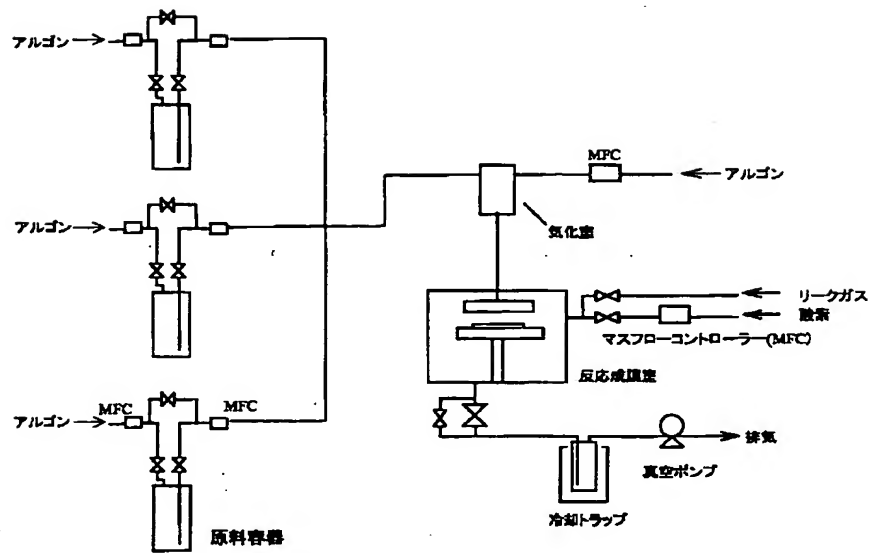 アルゴン
MFC
アルゴン
気化室
アルゴン
リークガス
酸素
マスフローコントローラー(MFC)
反応成膜室
MFC
MFC
アルゴン
排気
真空ポンプ
冷却トラップ
原料容器